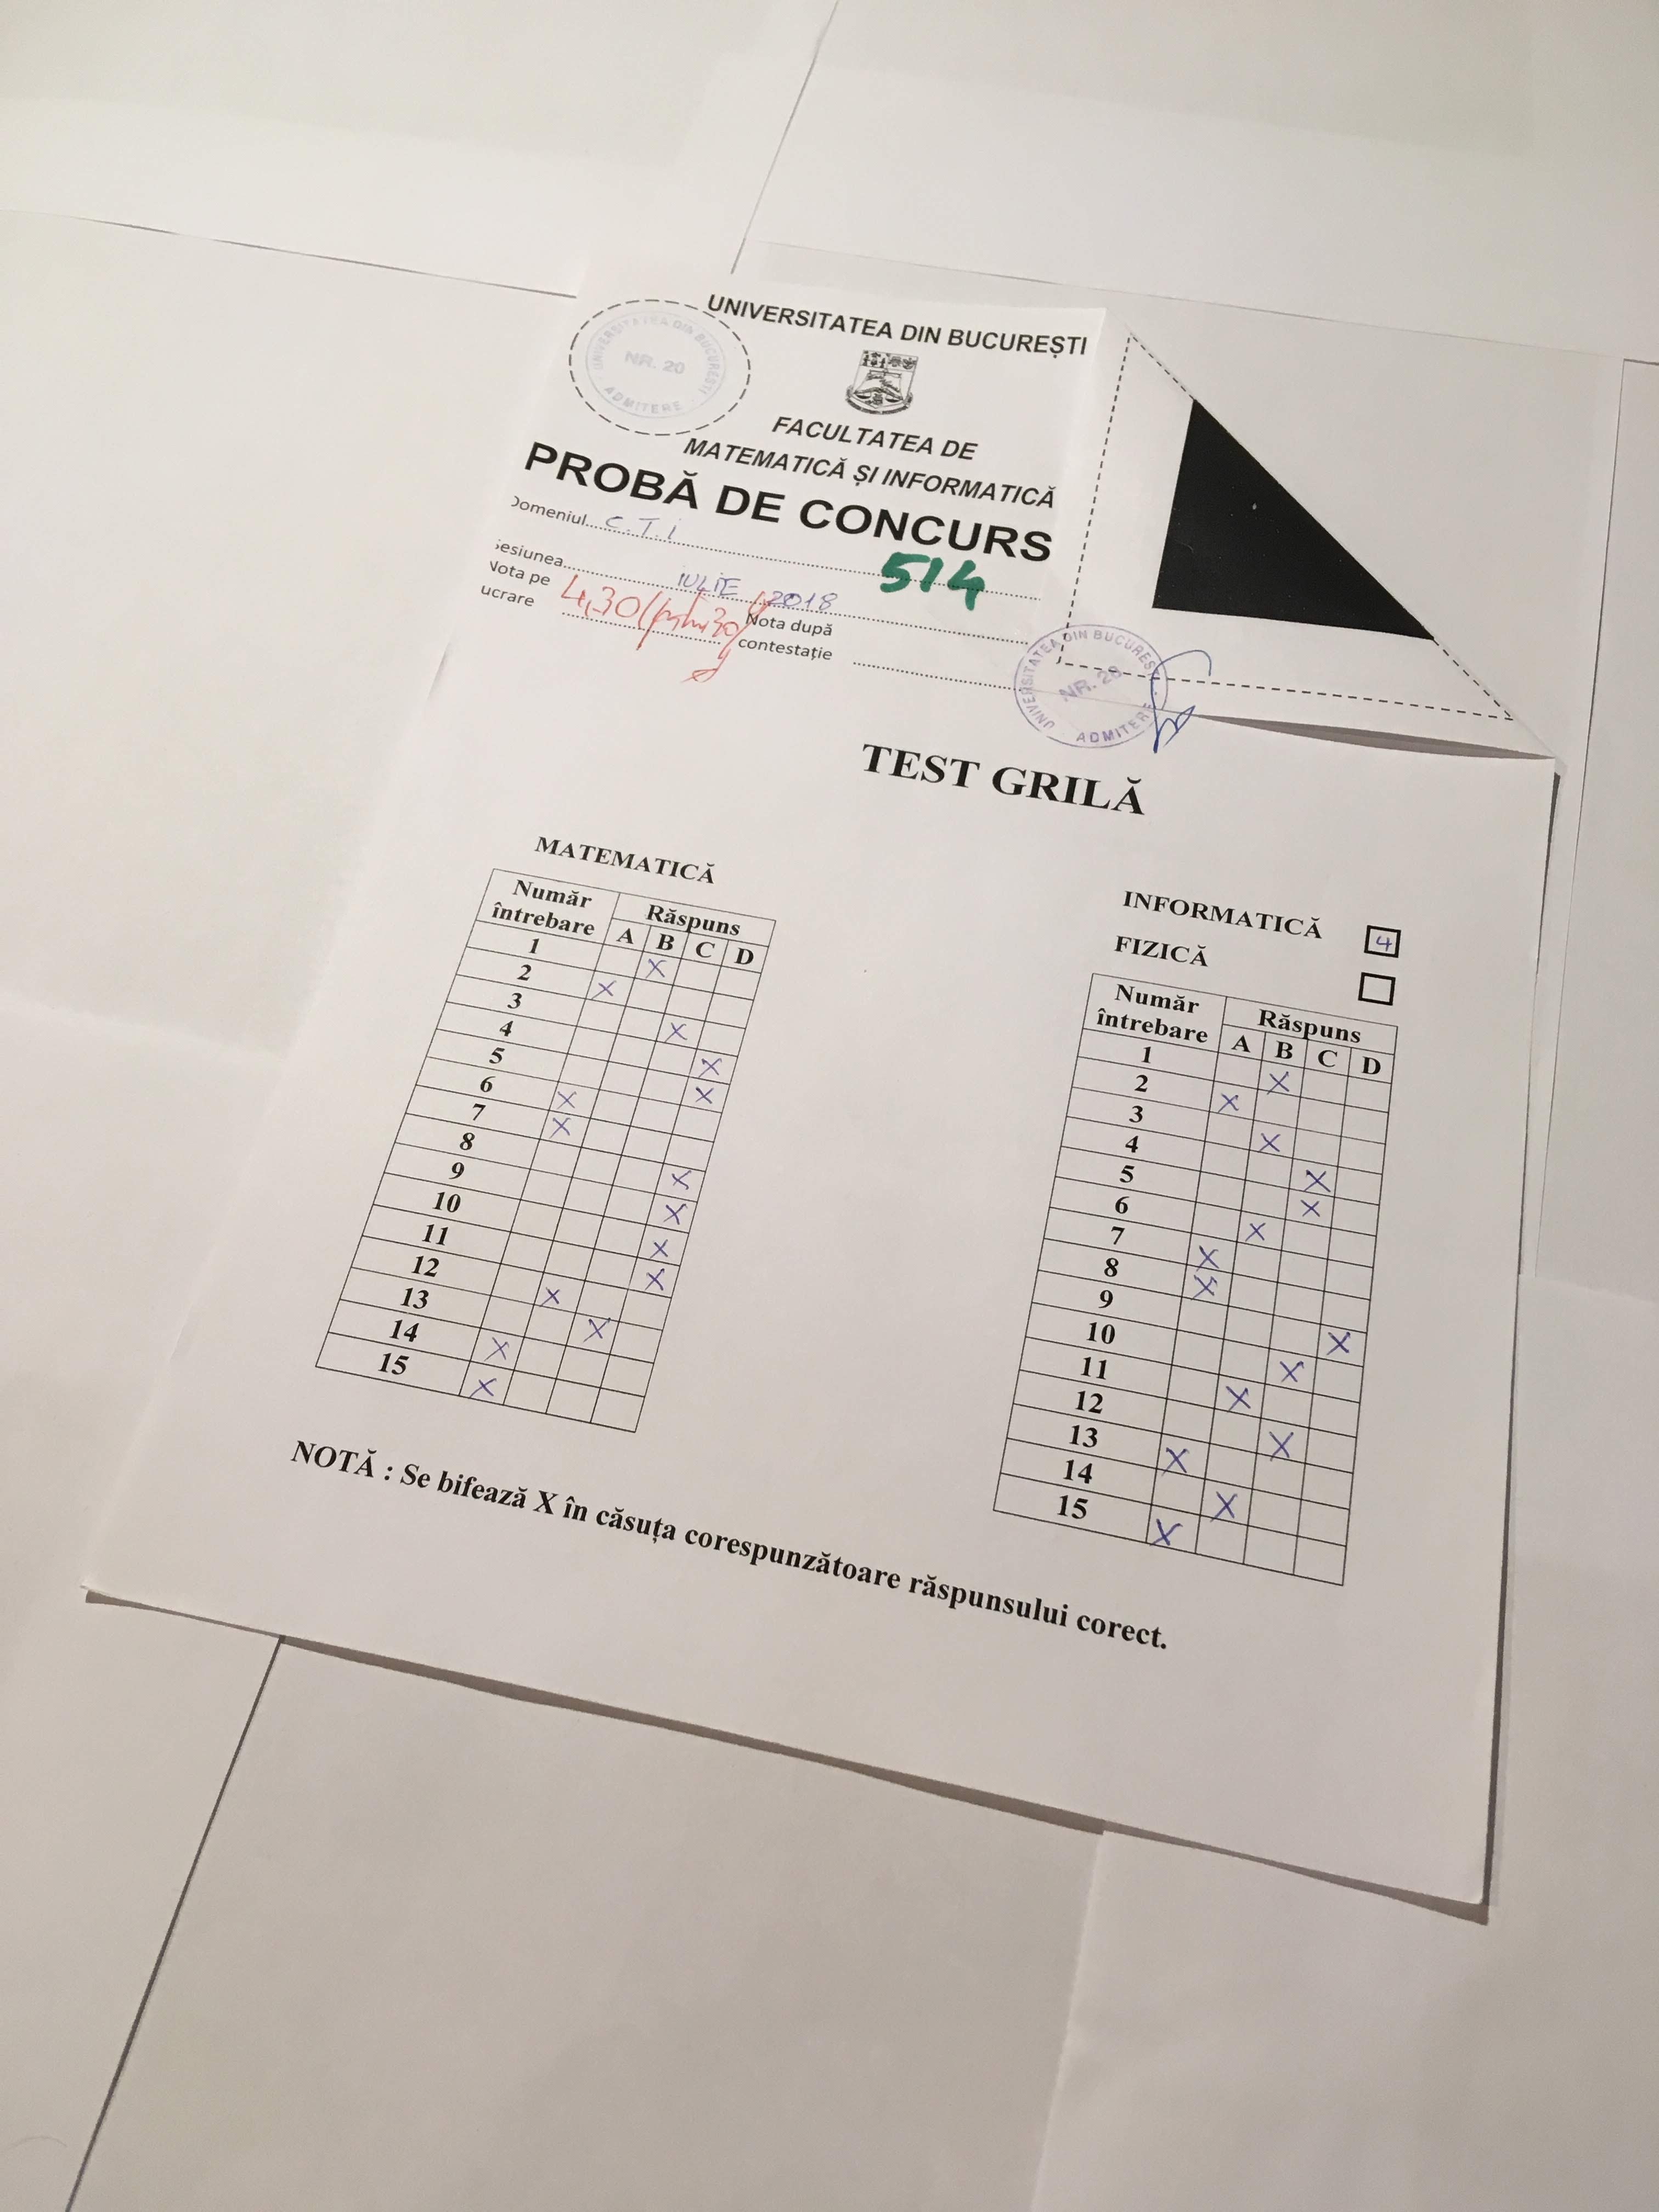 UNIVERSITATEA DIN BUCUREȘTI
UNIVERSITATEA DIN BUCUREȘTI
NR. 20
ADMITERE
FACULTATEA DE
MATEMATICĂ ȘI INFORMATICĂ
PROBĂ DE CONCURS
Domeniul C.T.I
514
Sesiunea IULIE 2018
Nota pe
ucrare 4,30
Nota după
contestație
UNIVERSITATEA DIN BUCUREȘTI
NR. 20
ADMITERE
TEST GRILĂ
MATEMATICĂ
Număr întrebare Răspuns
A B C D
1 X
2 X
3 X
4 X
5 X
6 X
7 X
8 X
9 X
10 X
11 X
12 X
13 X
14 X
15 X
INFORMATICĂ 4
FIZICĂ
Număr întrebare Răspuns
A B C D
1 X
2 X
3 X
4 X
5 X
6 X
7 X
8 X
9 X
10 X
11 X
12 X
13 X
14 X
15 X
NOTĂ : Se bifează X în căsuța corespunzătoare răspunsului corect.